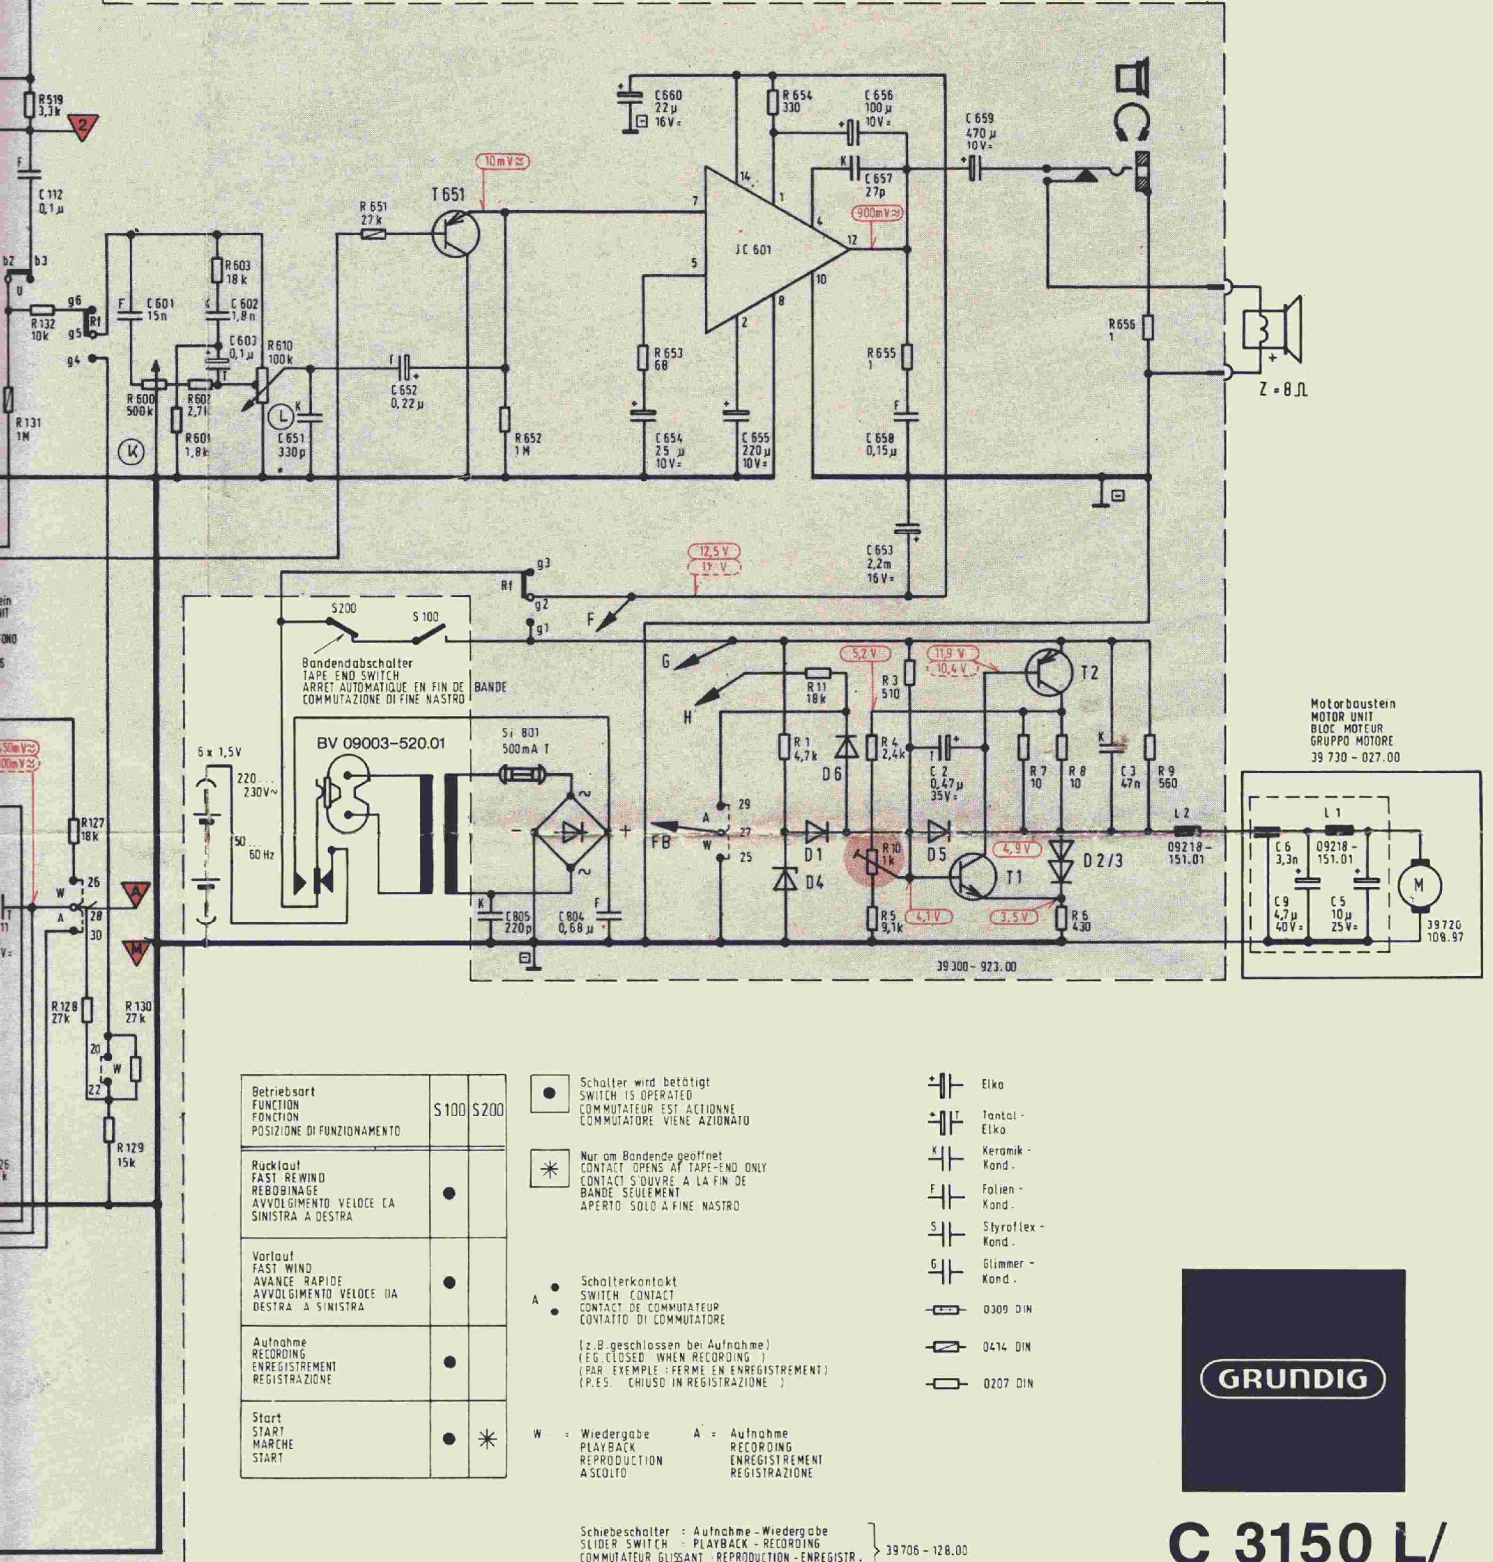 R519
3,3k
2
F
C112
0,1µ
b2
b3
U
R132
10k
g6
Rf
g5
g4
R131
1M
F
C601
15n
R603
18k
K
C602
1,8n
C603
0,1µ
T
R610
100k
R600
500k
R602
R601
1,8k
K
L
K
C651
330p
F
C652
0,22µ
R651
27k
T651
10mV≂
R652
1M
C660
22µ
16V=
R654
330
C656
100µ
10V=
K
C657
27p
900mV≂
C659
470µ
10V=
14
1
7
4
JC 601
12
5
10
8
2
R653
68
C654
25µ
10V=
C655
220µ
10V=
R655
1
F
C658
0,15µ
R656
1
Z = 8Ω
C653
2,2m
16V=
12,5 V
11 V
g3
Rf
g2
g1
F
G
H
S200
S100
Bandendabschalter
TAPE END SWITCH
ARRET AUTOMATIQUE EN FIN DE BANDE
COMMUTAZIONE DI FINE NASTRO
6 x 1,5V
BV 09003-520.01
220...
230V~
50...
60Hz
Si 801
500mA T
~
-
+
~
K
C805
220p
C804
0,68µ
F
FB
29
A
27
W
25
R11
18k
R1
4,7k
D6
D1
D4
5,2 V
R3
510
R4
2,4k
T
C2
0,47µ
35V=
11,9 V
10,4 V
T2
R7
10
R8
10
K
C3
47n
R9
560
R10
1k
D5
T1
4,9V
D2/3
4,1V
3,5V
R5
9,1k
R6
430
39300-923.00
L2
09218-
151.01
Motorbaustein
MOTOR UNIT
BLOC MOTEUR
GRUPPO MOTORE
39 730 - 027.00
C6
3,3n
L1
09218-
151.01
C9
4,7µ
40V=
C5
10µ
25V=
M
39720
108.97
R127
18k
26
W
28
A
30
A
M
R128
27k
R130
27k
20
W
22
R129
15k
Betriebsart
FUNCTION
FONCTION
POSIZIONE DI FUNZIONAMENTO
S100 S200
Rücklauf
FAST REWIND
REBOBINAGE
AVVOLGIMENTO VELOCE DA
SINISTRA A DESTRA
Vorlauf
FAST WIND
AVANCE RAPIDE
AVVOLGIMENTO VELOCE DA
DESTRA A SINISTRA
Aufnahme
RECORDING
ENREGISTREMENT
REGISTRAZIONE
Start
START
MARCHE
START
Schalter wird betätigt
SWITCH IS OPERATED
COMMUTATEUR EST ACTIONNE
COMMUTATORE VIENE AZIONATO
Nur am Bandende geöffnet
CONTACT OPENS AT TAPE-END ONLY
CONTACT S'OUVRE A LA FIN DE
BANDE SEULEMENT
APERTO SOLO A FINE NASTRO
A
Schalterkontakt
SWITCH CONTACT
CONTACT DE COMMUTATEUR
CONTATTO DI COMMUTATORE
(z.B. geschlossen bei Aufnahme)
(EG. CLOSED WHEN RECORDING )
(PAR EXEMPLE : FERME EN ENREGISTREMENT)
(P.ES. CHIUSO IN REGISTRAZIONE )
W = Wiedergabe A = Aufnahme
PLAYBACK RECORDING
REPRODUCTION ENREGISTREMENT
ASCOLTO REGISTRAZIONE
Schiebeschalter : Aufnahme - Wiedergabe
SLIDER SWITCH : PLAYBACK - RECORDING
COMMUTATEUR GLISSANT : REPRODUCTION - ENREGISTR.
39706 - 128.00
Elko
T Tantal-
Elko
K Keramik-
Kond.
F Folien-
Kond.
S Styroflex-
Kond.
G Glimmer-
Kond.
0309 DIN
0414 DIN
0207 DIN
GRUNDIG
C 3150 L/